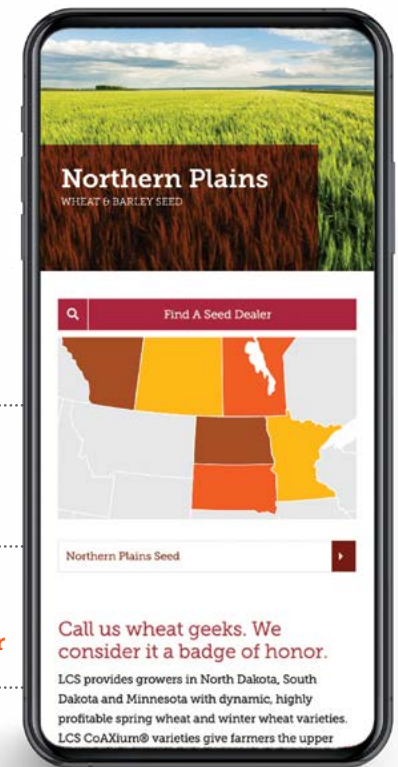 Northern Plains
WHEAT & BARLEY SEED
Find A Seed Dealer
Northern Plains Seed
Call us wheat geeks. We
consider it a badge of honor.
LCS provides growers in North Dakota, South
Dakota and Minnesota with dynamic, highly
profitable spring wheat and winter wheat varieties.
LCS CoAXium® varieties give farmers the upper
r